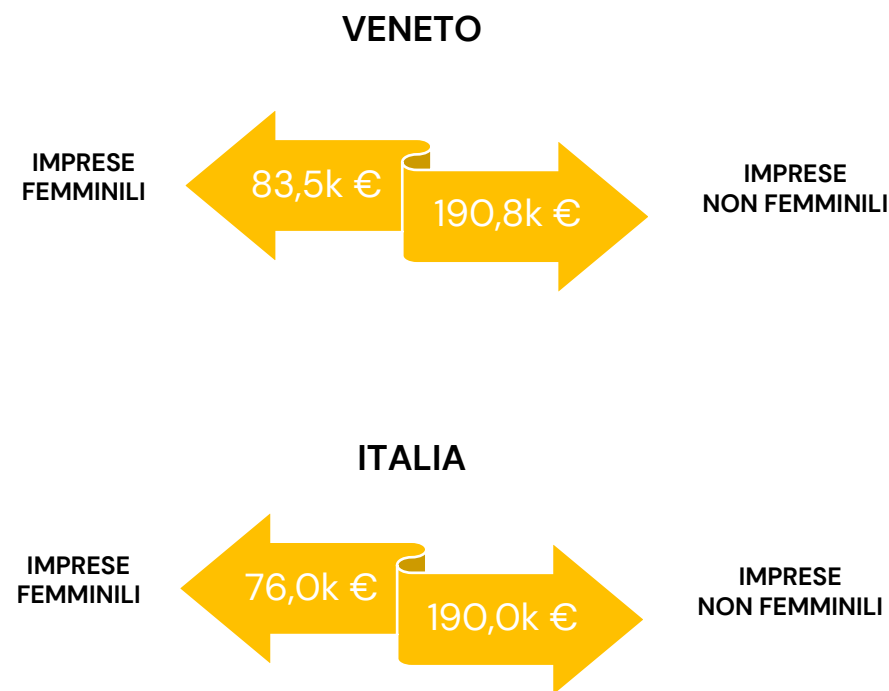 VENETO
IMPRESE
FEMMINILI
83,5k €
190,8k €
IMPRESE
NON FEMMINILI
ITALIA
IMPRESE
FEMMINILI
76,0k €
190,0k €
IMPRESE
NON FEMMINILI